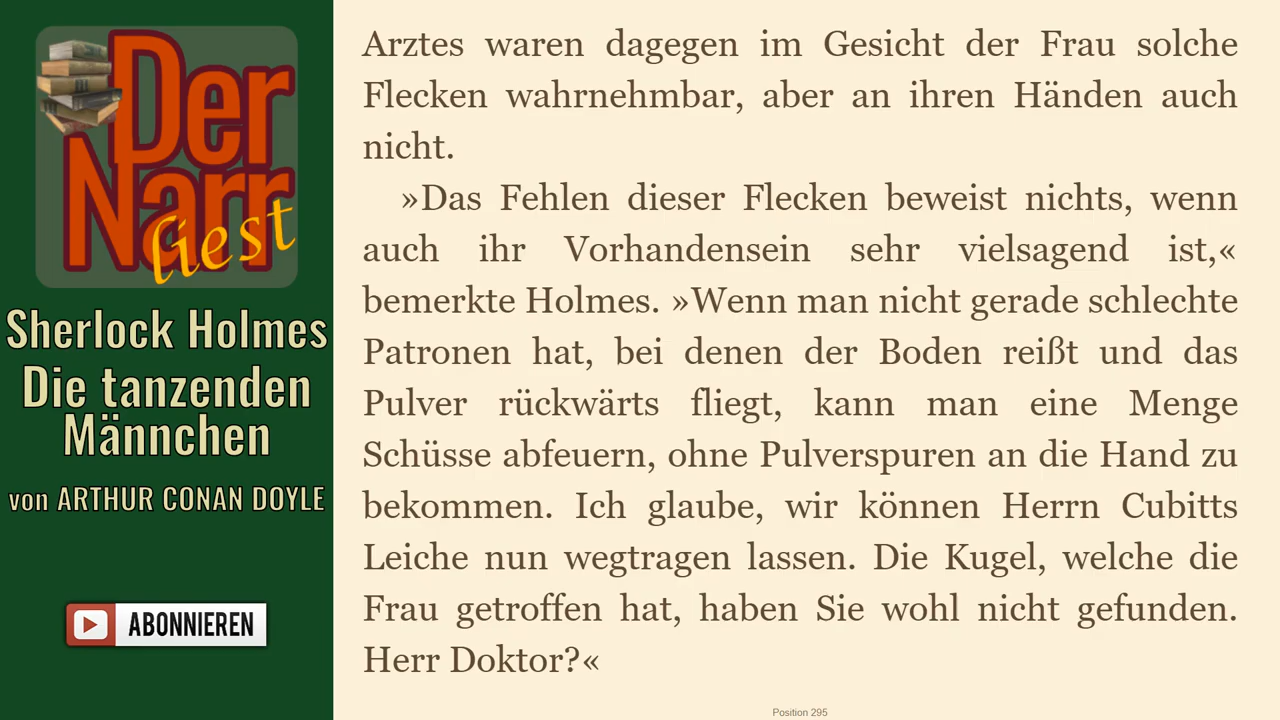 Der
Narr
liest
Sherlock Holmes
Die tanzenden
Männchen
von ARTHUR CONAN DOYLE
ABONNIEREN
Arztes waren dagegen im Gesicht der Frau solche
Flecken wahrnehmbar, aber an ihren Händen auch
nicht.
»Das Fehlen dieser Flecken beweist nichts, wenn
auch ihr Vorhandensein sehr vielsagend ist,«
bemerkte Holmes. »Wenn man nicht gerade schlechte
Patronen hat, bei denen der Boden reißt und das
Pulver rückwärts fliegt, kann man eine Menge
Schüsse abfeuern, ohne Pulverspuren an die Hand zu
bekommen. Ich glaube, wir können Herrn Cubitts
Leiche nun wegtragen lassen. Die Kugel, welche die
Frau getroffen hat, haben Sie wohl nicht gefunden.
Herr Doktor?«
Position 295